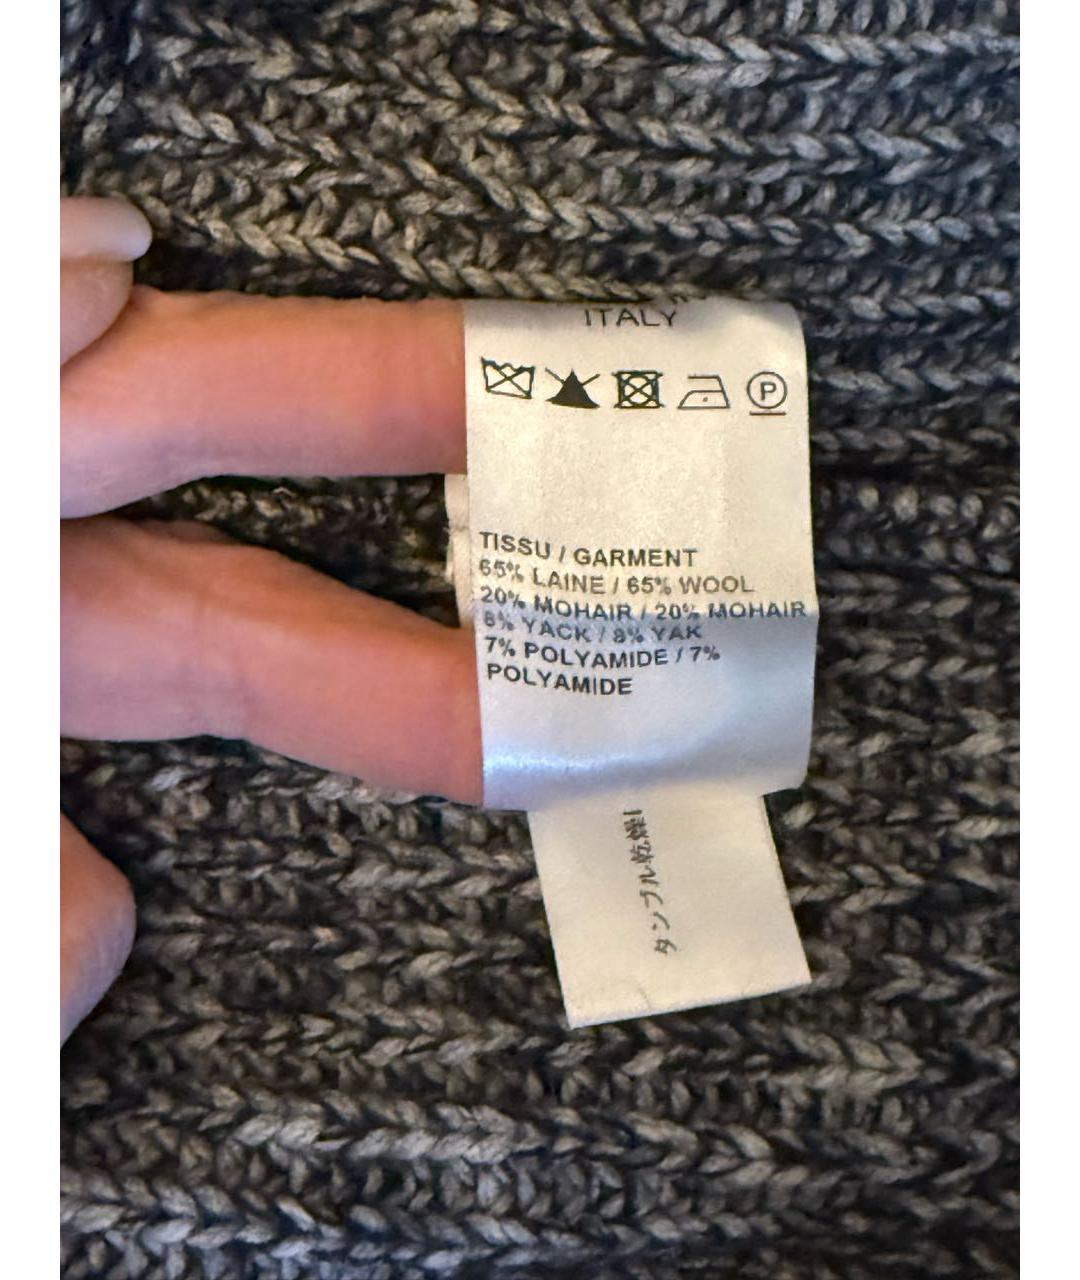 ITALY
P
TISSU / GARMENT
65% LAINE / 65% WOOL
20% MOHAIR / 20% MOHAIR
8% YACK / 8% YAK
7% POLYAMIDE / 7%
POLYAMIDE
タンブル乾燥